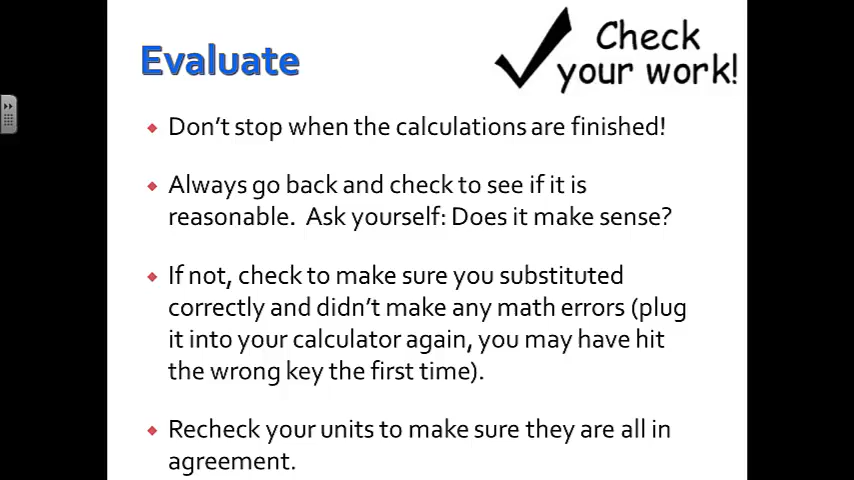 Evaluate
Check
your work!
Don't stop when the calculations are finished!
Always go back and check to see if it is
reasonable.  Ask yourself: Does it make sense?
If not, check to make sure you substituted
correctly and didn't make any math errors (plug
it into your calculator again, you may have hit
the wrong key the first time).
Recheck your units to make sure they are all in
agreement.